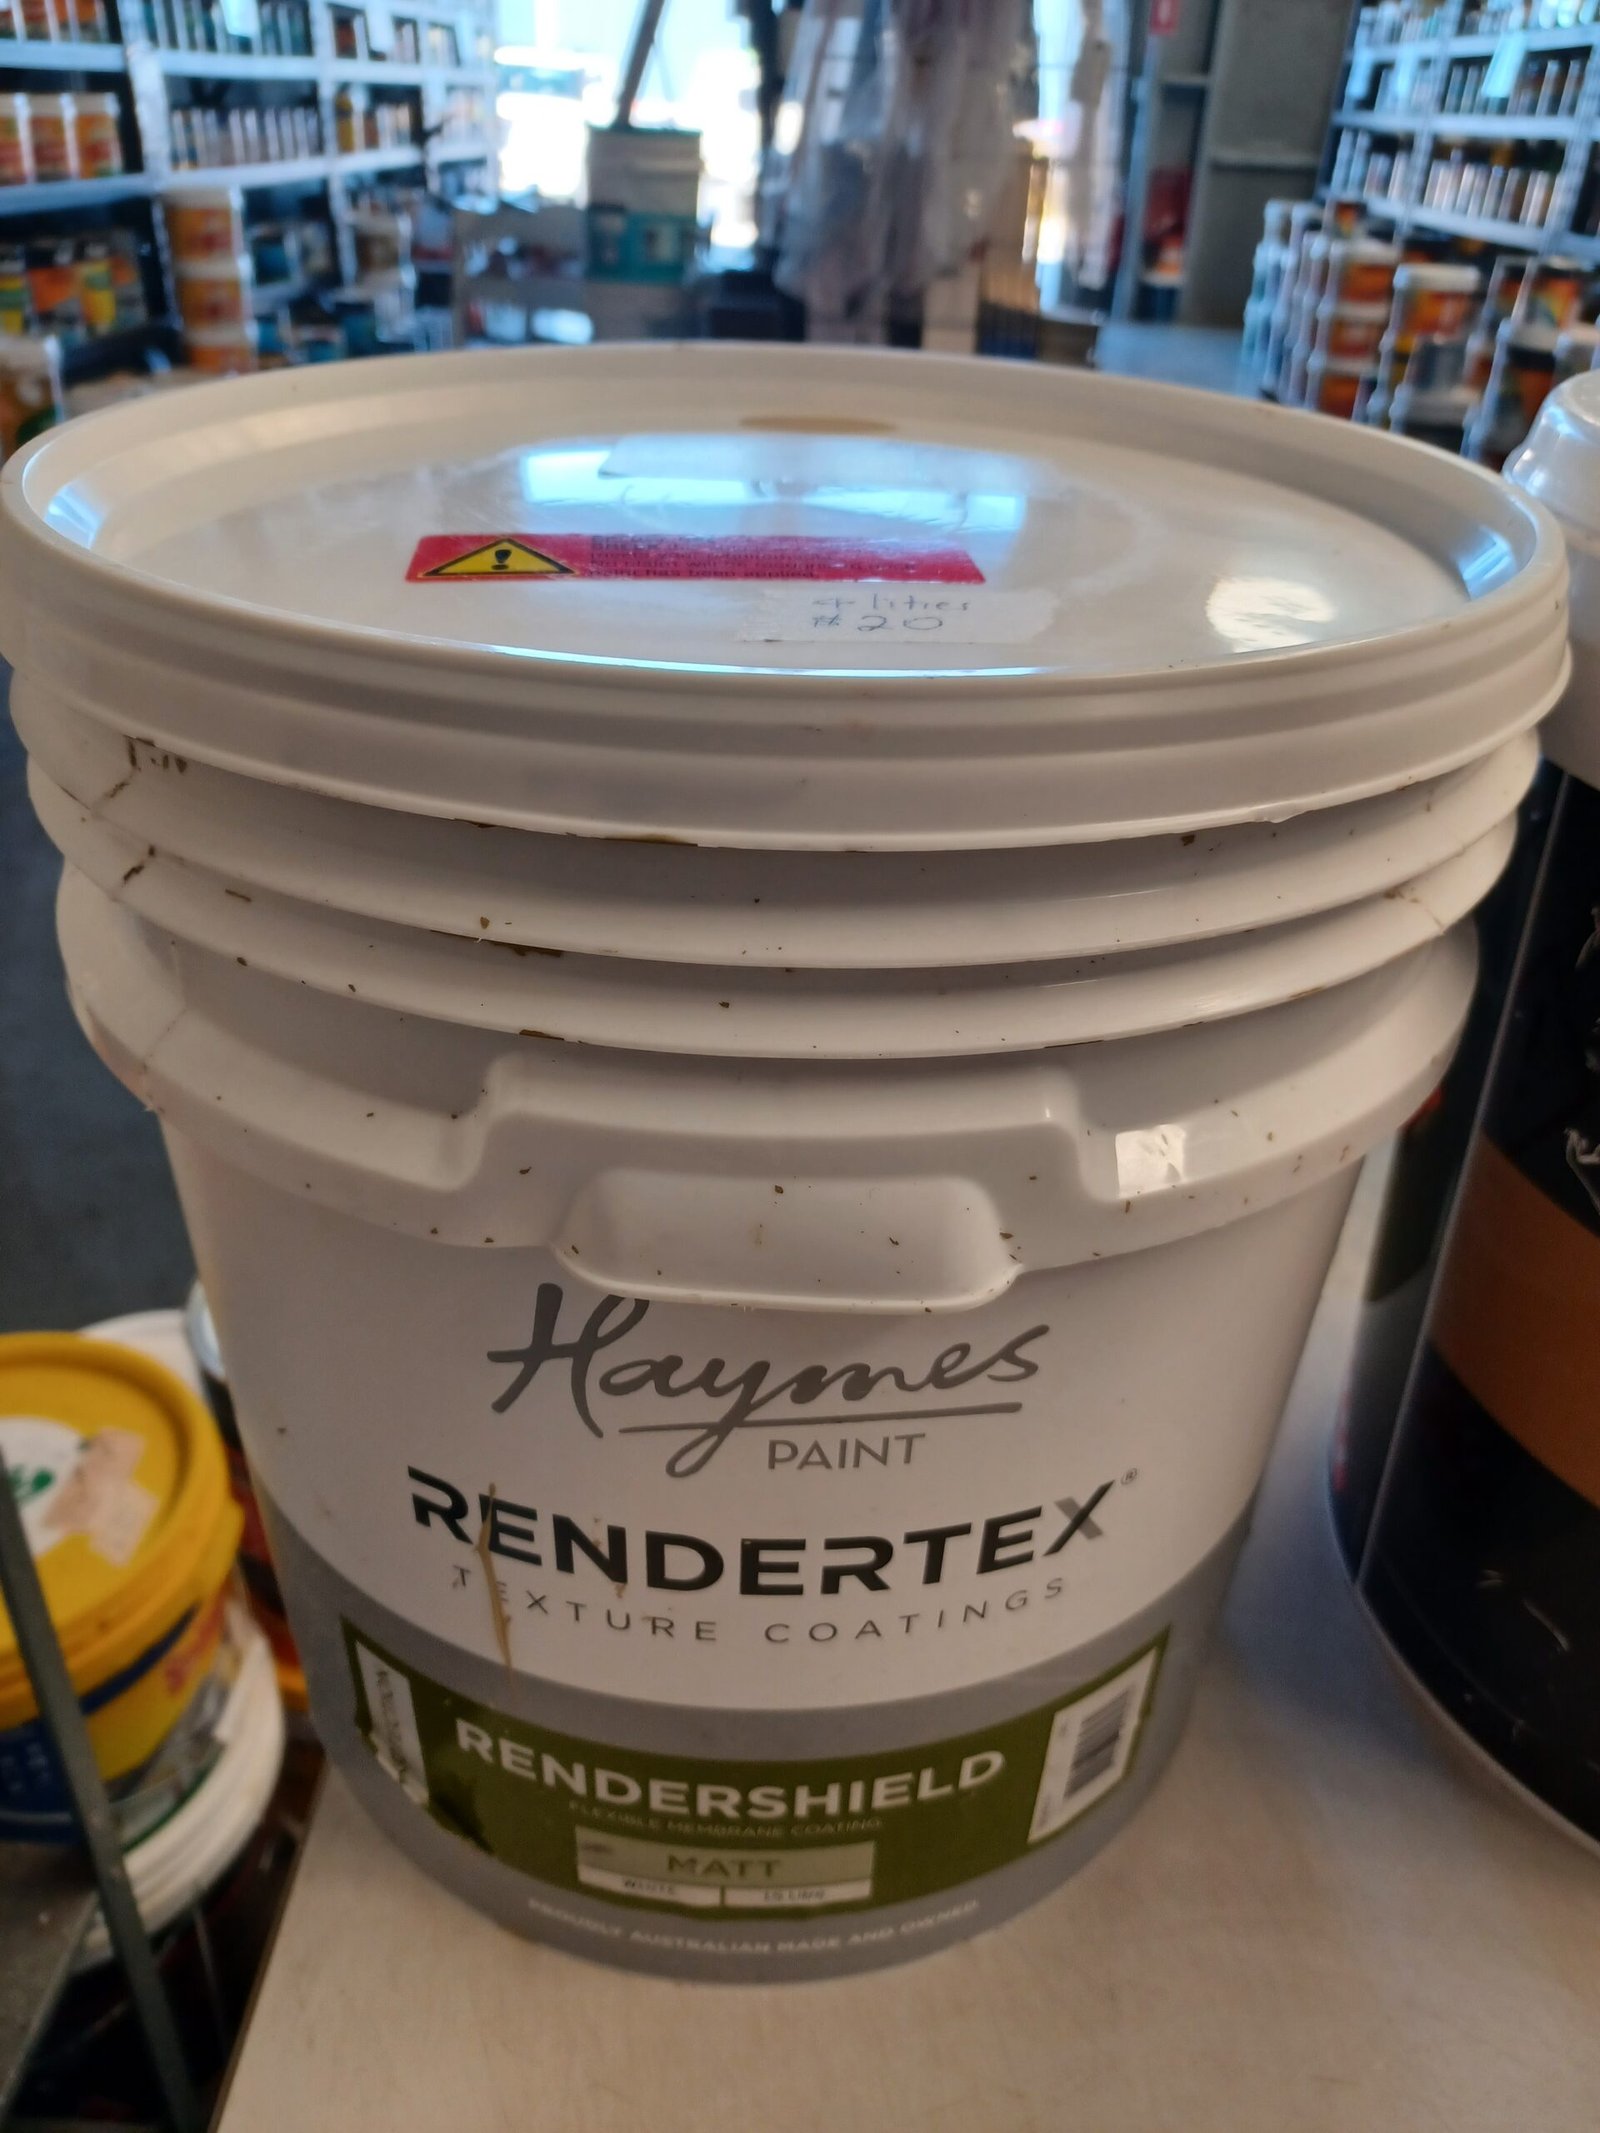 4 litres
#20
Haymes
PAINT
RENDERTEX®
TEXTURE COATINGS
RENDERSHIELD
FLEXIBLE MEMBRANE COATING
MATT
WHITE
15 Litre
PROUDLY AUSTRALIAN MADE AND OWNED